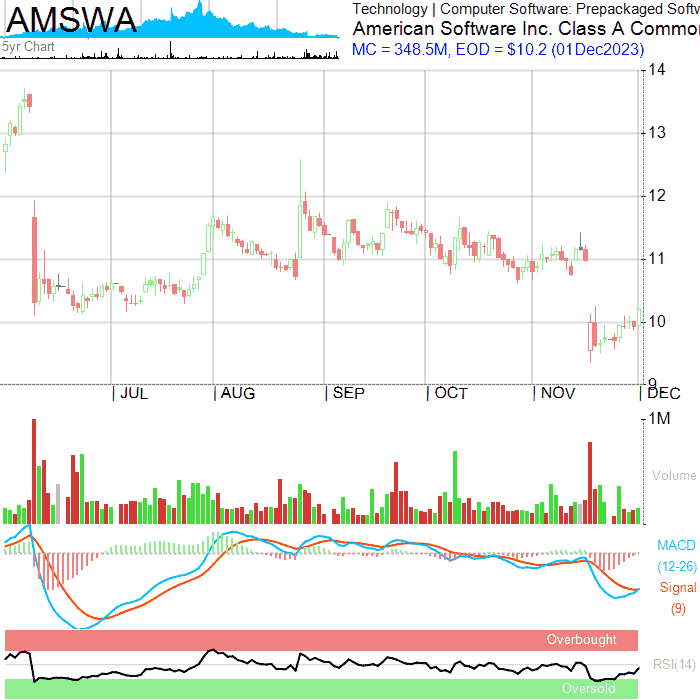 AMSWA
5yr Chart
Technology | Computer Software: Prepackaged Softw
American Software Inc. Class A Common
MC = 348.5M, EOD = $10.2 (01Dec2023)
14
13
12
11
10
9
JUL AUG SEP OCT NOV DEC
1M
Volume
MACD
(12-26)
Signal
(9)
Overbought
RSI(14)
Oversold